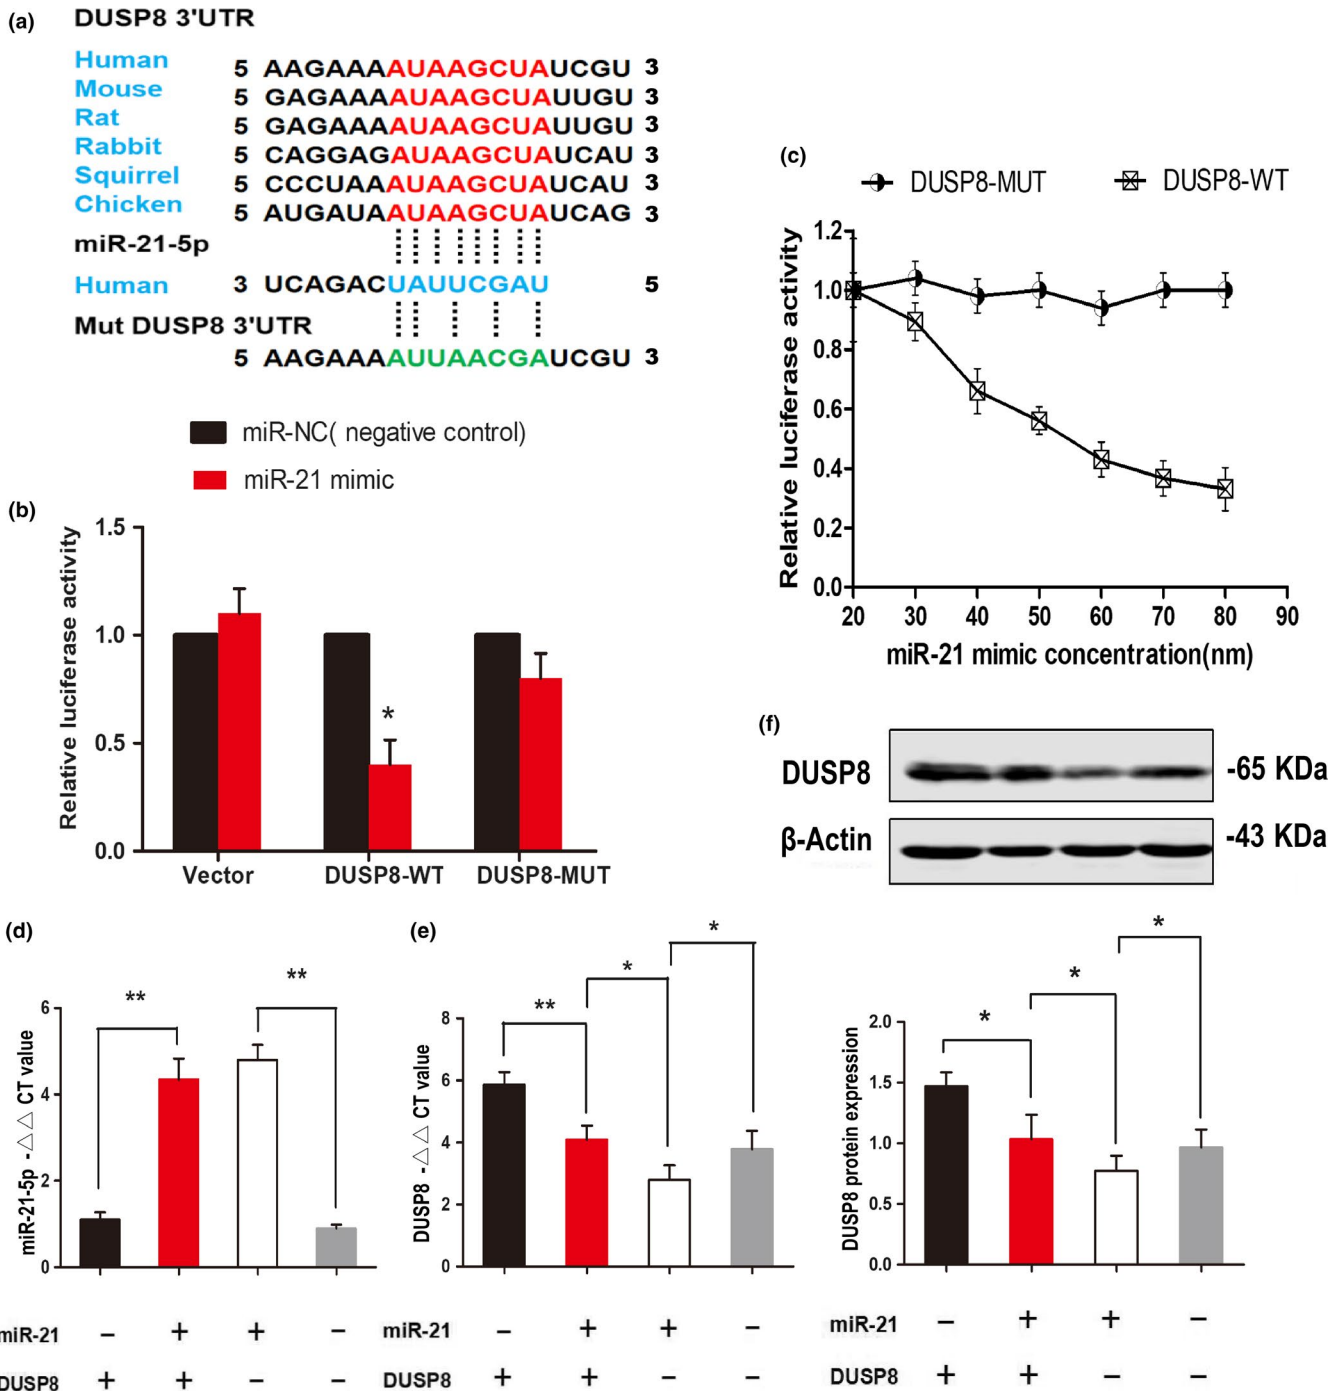 (a)
DUSP8 3'UTR
Human 5 AAGAAAAUAAGCUAUCGU 3
Mouse 5 GAGAAAAUAAGCUAUUGU 3
Rat 5 GAGAAAAUAAGCUAUUGU 3
Rabbit 5 CAGGAGAUAAGCUAUCAU 3
Squirrel 5 CCCUAAAUAAGCUAUCAU 3
Chicken 5 AUGAUAAUAAGCUAUCAG 3
miR-21-5p
Human 3 UCAGACUAUUCGAU 5
Mut DUSP8 3'UTR
5 AAGAAAAUUAACGAUCGU 3
miR-NC( negative control)
miR-21 mimic
(b)
Relative luciferase activity
1.5
1.0
0.5
0.0
Vector DUSP8-WT DUSP8-MUT
*
(c)
DUSP8-MUT DUSP8-WT
Relative luciferase activity
1.2
1.0
0.8
0.6
0.4
0.2
0.0
20 30 40 50 60 70 80 90
miR-21 mimic concentration(nm)
(f)
DUSP8 -65 KDa
β-Actin -43 KDa
(d)
miR-21-5p -△△ CT value
6
4
2
0
** **
miR-21 - + + -
DUSP8 + + - -
(e)
DUSP8 -△△ CT value
8
6
4
2
0
** * *
miR-21 - + + -
DUSP8 + + - -
DUSP8 protein expression
2.0
1.5
1.0
0.5
0.0
* * *
miR-21 - + + -
DUSP8 + + - -